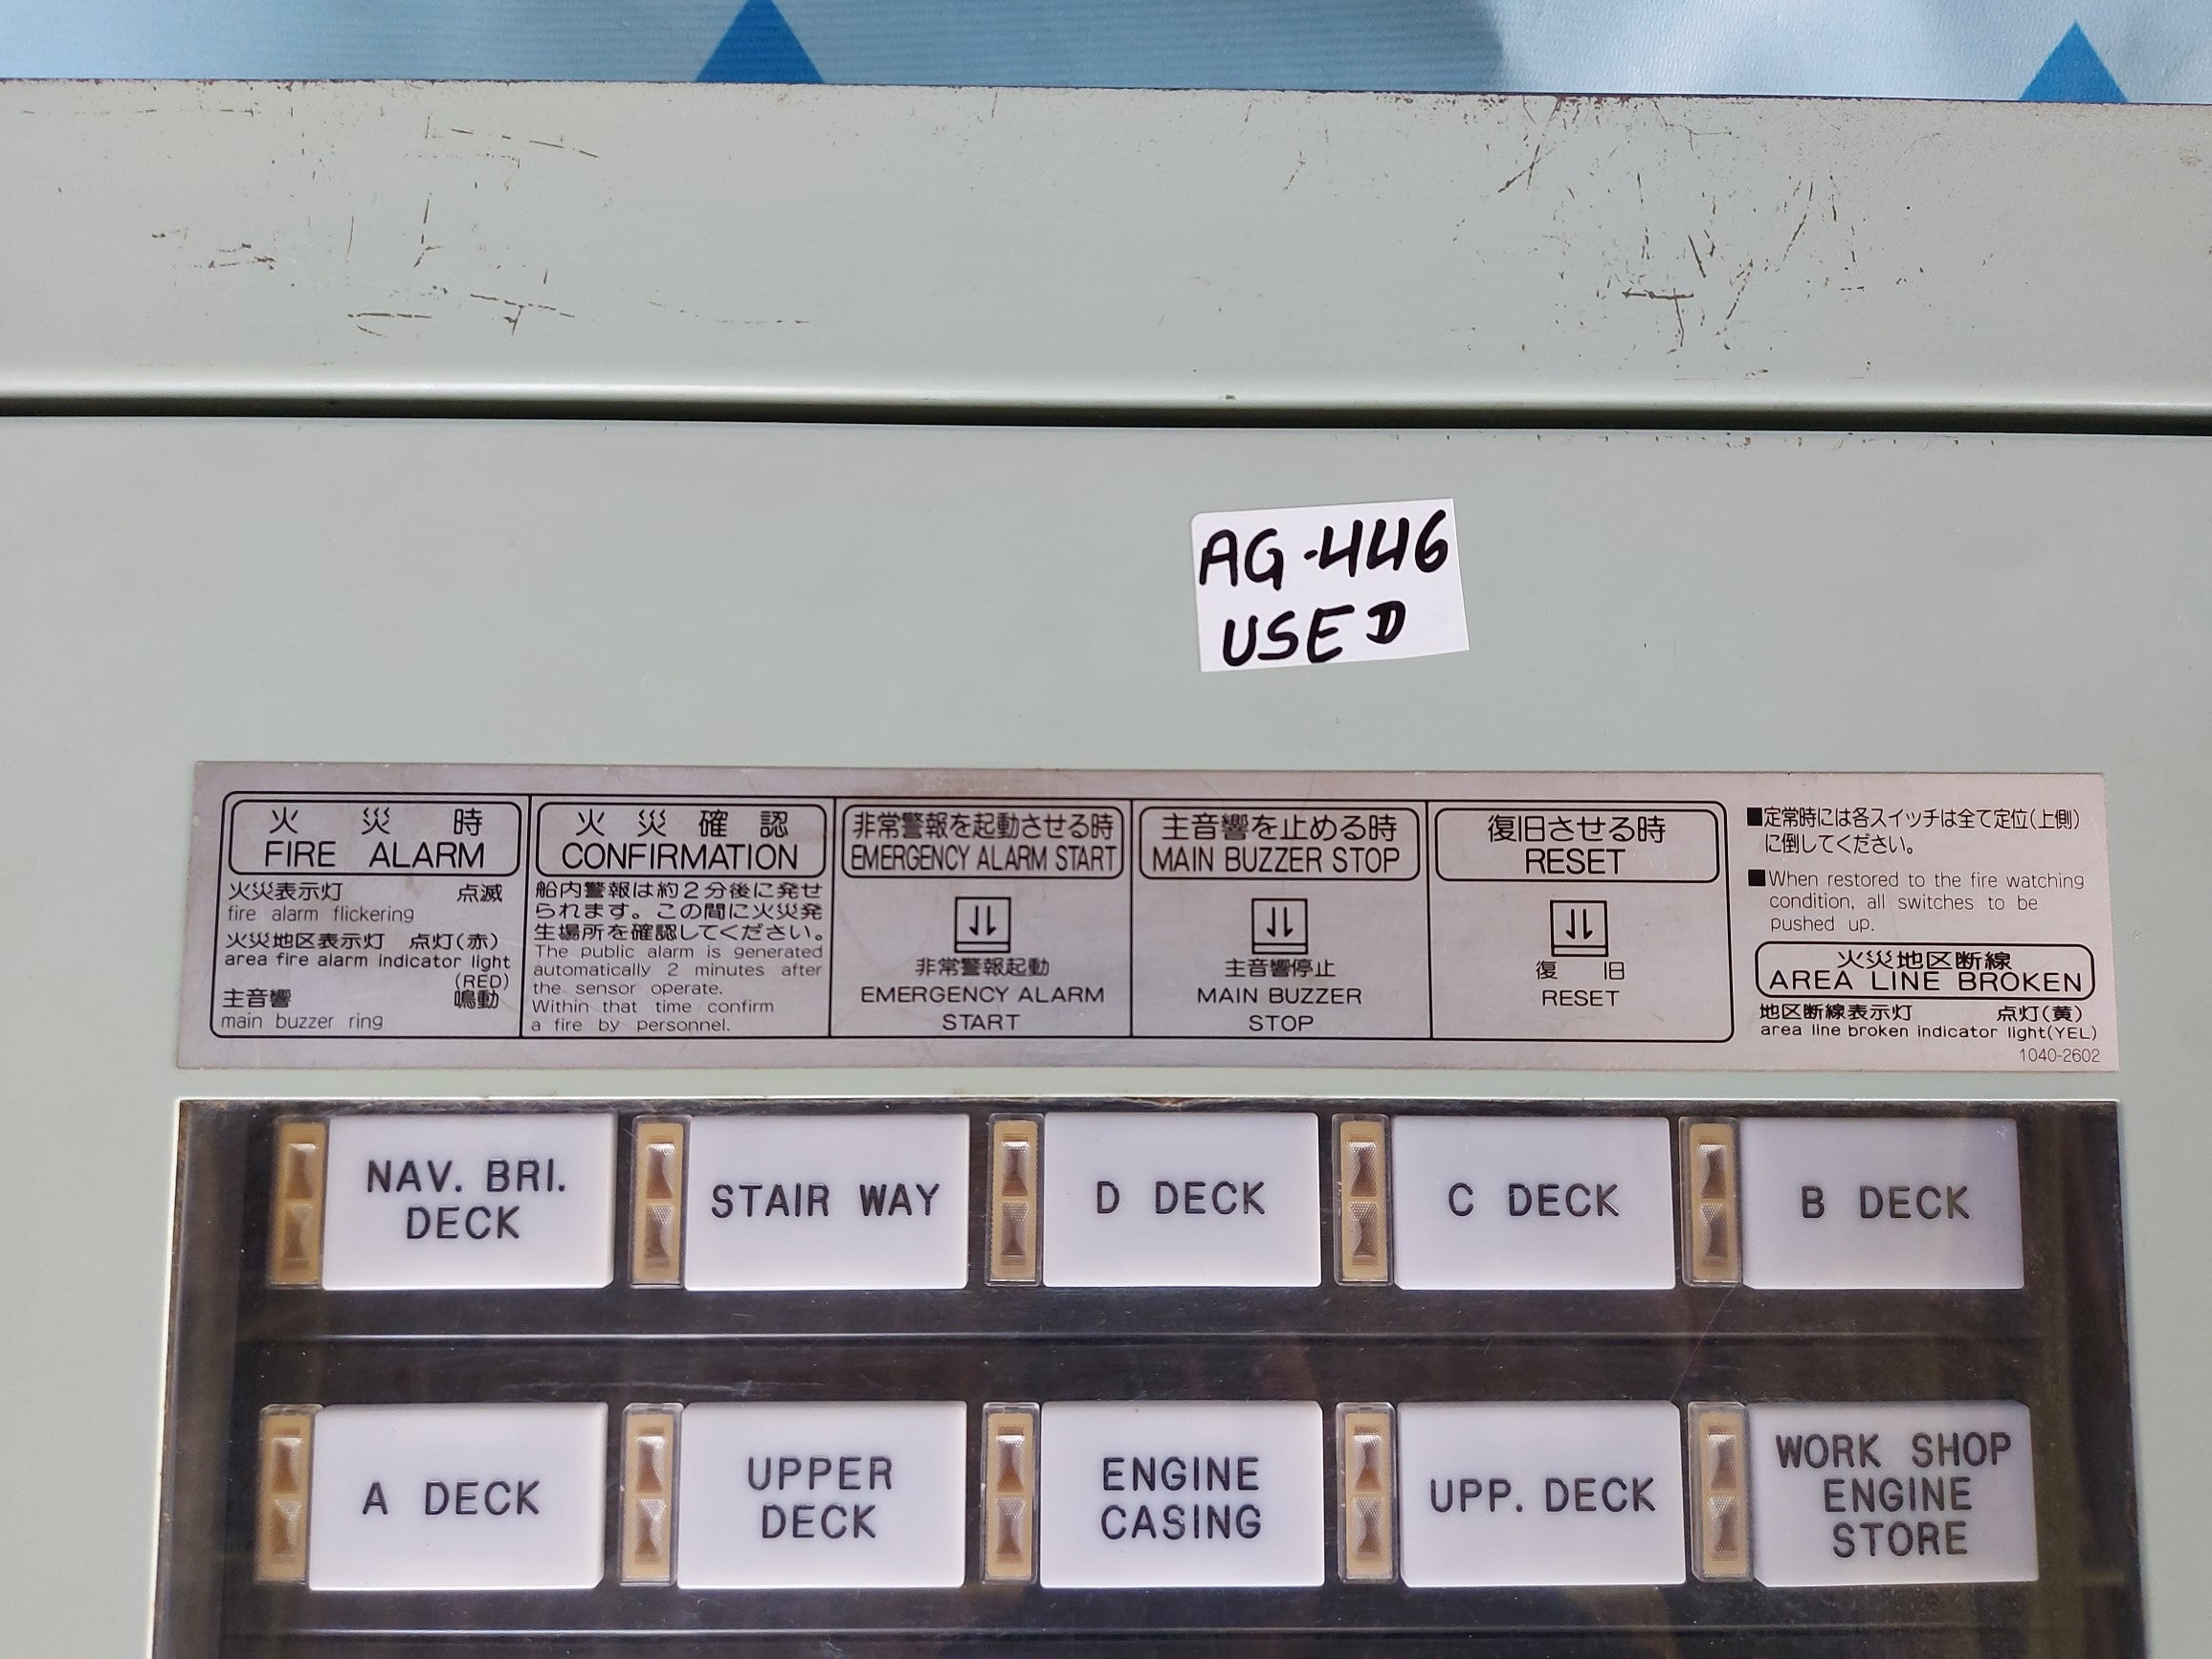 AG-446
USED
火 災 時
FIRE ALARM
火災表示灯 点滅
fire alarm flickering
火災地区表示灯 点灯(赤)
area fire alarm indicator light
(RED)
主音響 鳴動
main buzzer ring
火 災 確 認
CONFIRMATION
船内警報は約2分後に発せ
られます。この間に火災発
生場所を確認してください。
The public alarm is generated
automatically 2 minutes after
the sensor operate.
Within that time confirm
a fire by personnel.
非常警報を起動させる時
EMERGENCY ALARM START
非常警報起動
EMERGENCY ALARM
START
主音響を止める時
MAIN BUZZER STOP
主音響停止
MAIN BUZZER
STOP
復旧させる時
RESET
復 旧
RESET
■定常時には各スイッチは全て定位(上側)
に倒してください。
■When restored to the fire watching
condition, all switches to be
pushed up.
火災地区断線
AREA LINE BROKEN
地区断線表示灯 点灯(黄)
area line broken indicator light(YEL)
1040-2602
NAV. BRI.
DECK
STAIR WAY
D DECK
C DECK
B DECK
A DECK
UPPER
DECK
ENGINE
CASING
UPP. DECK
WORK SHOP
ENGINE
STORE